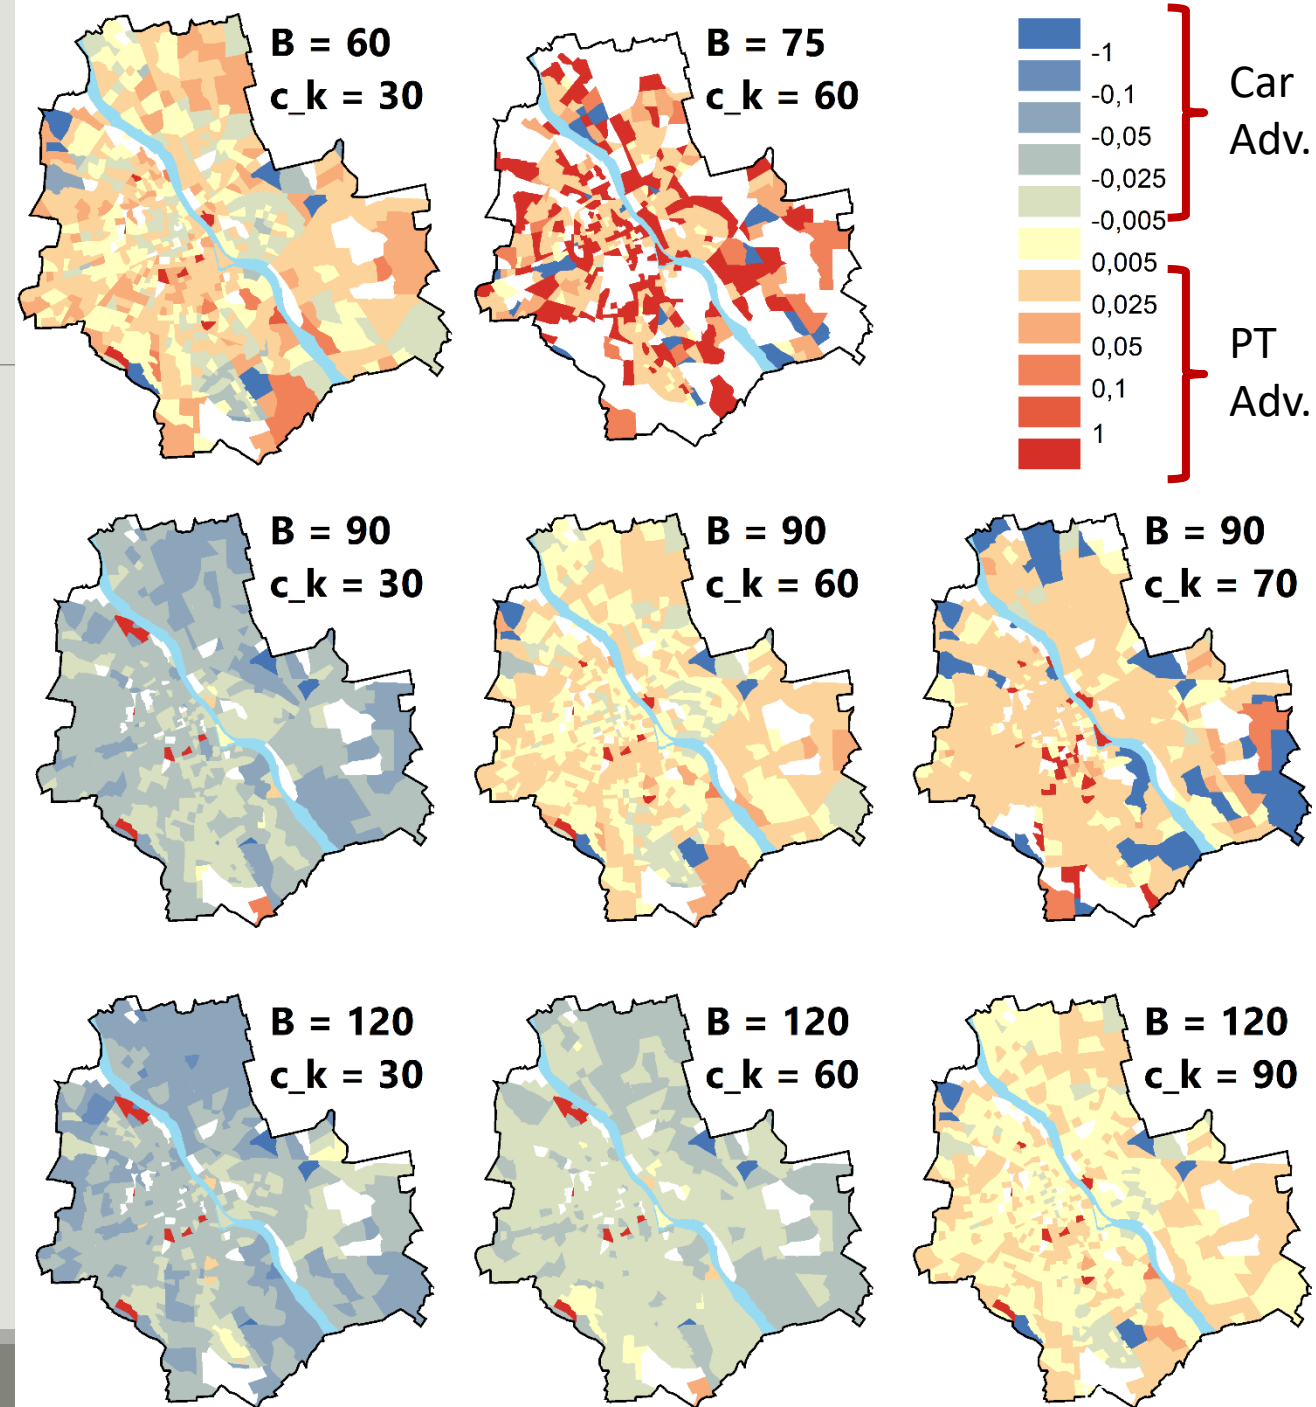 B = 60
c_k = 30
B = 75
c_k = 60
-1
-0,1
-0,05
-0,025
-0,005
0,005
0,025
0,05
0,1
1
Car
Adv.
PT
Adv.
B = 90
c_k = 30
B = 90
c_k = 60
B = 90
c_k = 70
B = 120
c_k = 30
B = 120
c_k = 60
B = 120
c_k = 90